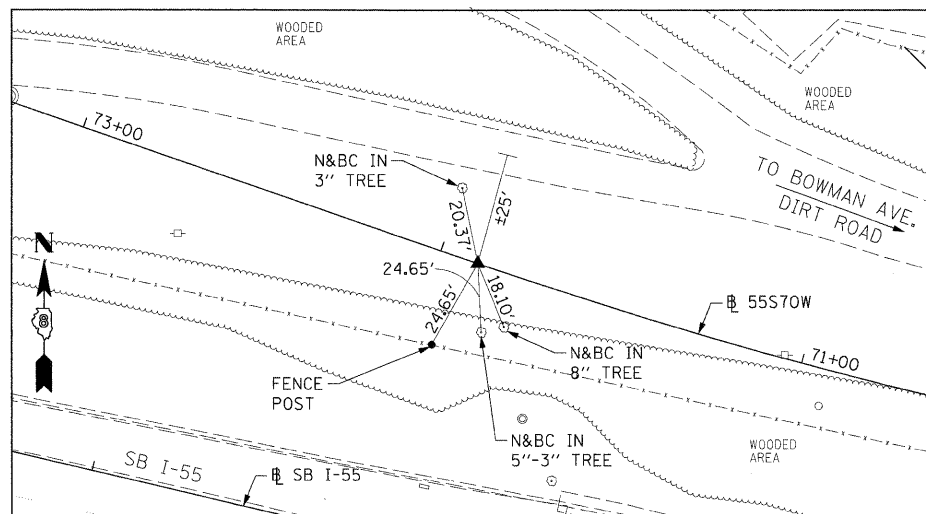 WOODED
AREA
WOODED
AREA
73+00
N&BC IN
3" TREE
±25'
20.37'
TO BOWMAN AVE.
DIRT ROAD
N
8
24.65'
24.65'
18.10'
B 55S70W
71+00
N&BC IN
8" TREE
FENCE
POST
N&BC IN
5"-3" TREE
WOODED
AREA
SB I-55
B SB I-55